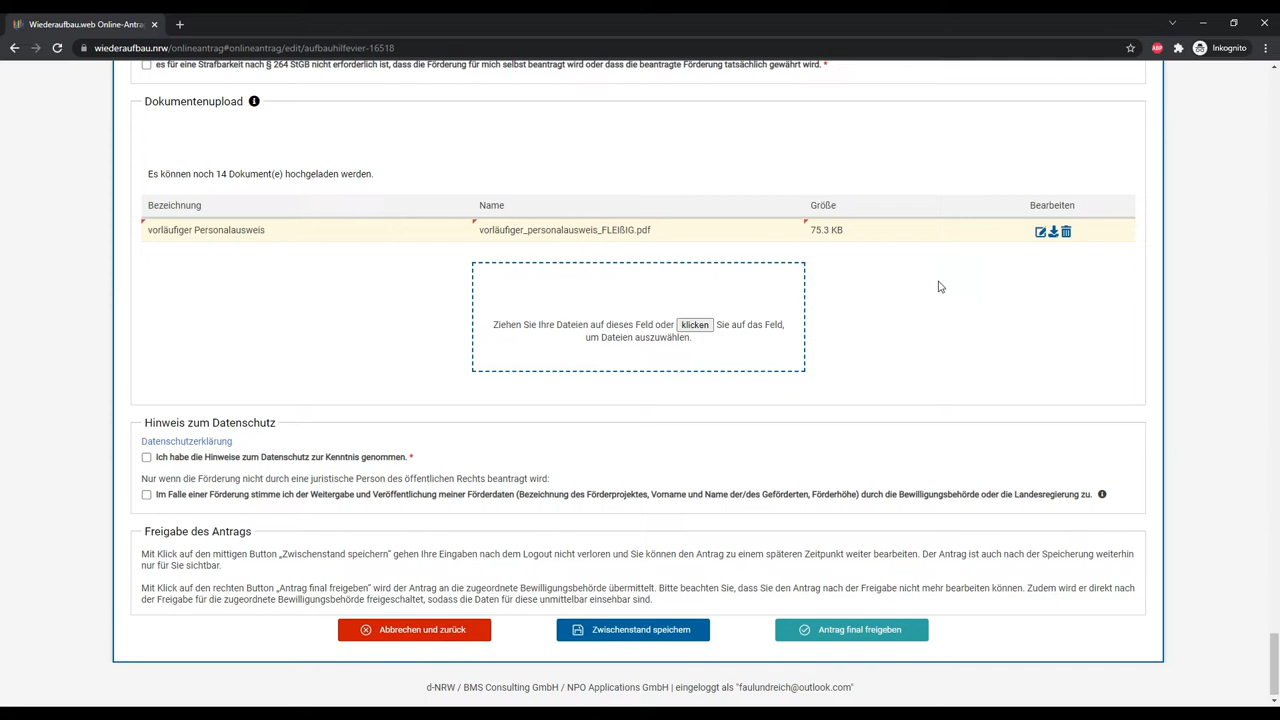 Wiederaufbau.web Online-Antra
Inkognito
wiederaufbau.nrw/onlineantrag#onlineantrag/edit/aufbauhilfevier-16518
ABP
es für eine Strafbarkeit nach § 264 StGB nicht erforderlich ist, dass die Förderung für mich selbst beantragt wird oder dass die beantragte Förderung tatsächlich gewährt wird. *
Dokumentenupload
Es können noch 14 Dokument(e) hochgeladen werden.
Bezeichnung Name Größe Bearbeiten
vorläufiger Personalausweis vorläufiger_personalausweis_FLEIßIG.pdf 75.3 KB
Ziehen Sie Ihre Dateien auf dieses Feld oder klicken Sie auf das Feld,
um Dateien auszuwählen.
Hinweis zum Datenschutz
Datenschutzerklärung
Ich habe die Hinweise zum Datenschutz zur Kenntnis genommen. *
Nur wenn die Förderung nicht durch eine juristische Person des öffentlichen Rechts beantragt wird:
Im Falle einer Förderung stimme ich der Weitergabe und Veröffentlichung meiner Förderdaten (Bezeichnung des Förderprojektes, Vorname und Name der/des Geförderten, Förderhöhe) durch die Bewilligungsbehörde oder die Landesregierung zu.
Freigabe des Antrags
Mit Klick auf den mittigen Button „Zwischenstand speichern" gehen Ihre Eingaben nach dem Logout nicht verloren und Sie können den Antrag zu einem späteren Zeitpunkt weiter bearbeiten. Der Antrag ist auch nach der Speicherung weiterhin
nur für Sie sichtbar.
Mit Klick auf den rechten Button „Antrag final freigeben" wird der Antrag an die zugeordnete Bewilligungsbehörde übermittelt. Bitte beachten Sie, dass Sie den Antrag nach der Freigabe nicht mehr bearbeiten können. Zudem wird er direkt nach
der Freigabe für die zugeordnete Bewilligungsbehörde freigeschaltet, sodass die Daten für diese unmittelbar einsehbar sind.
Abbrechen und zurück Zwischenstand speichern Antrag final freigeben
d-NRW / BMS Consulting GmbH / NPO Applications GmbH | eingeloggt als "faulundreich@outlook.com"